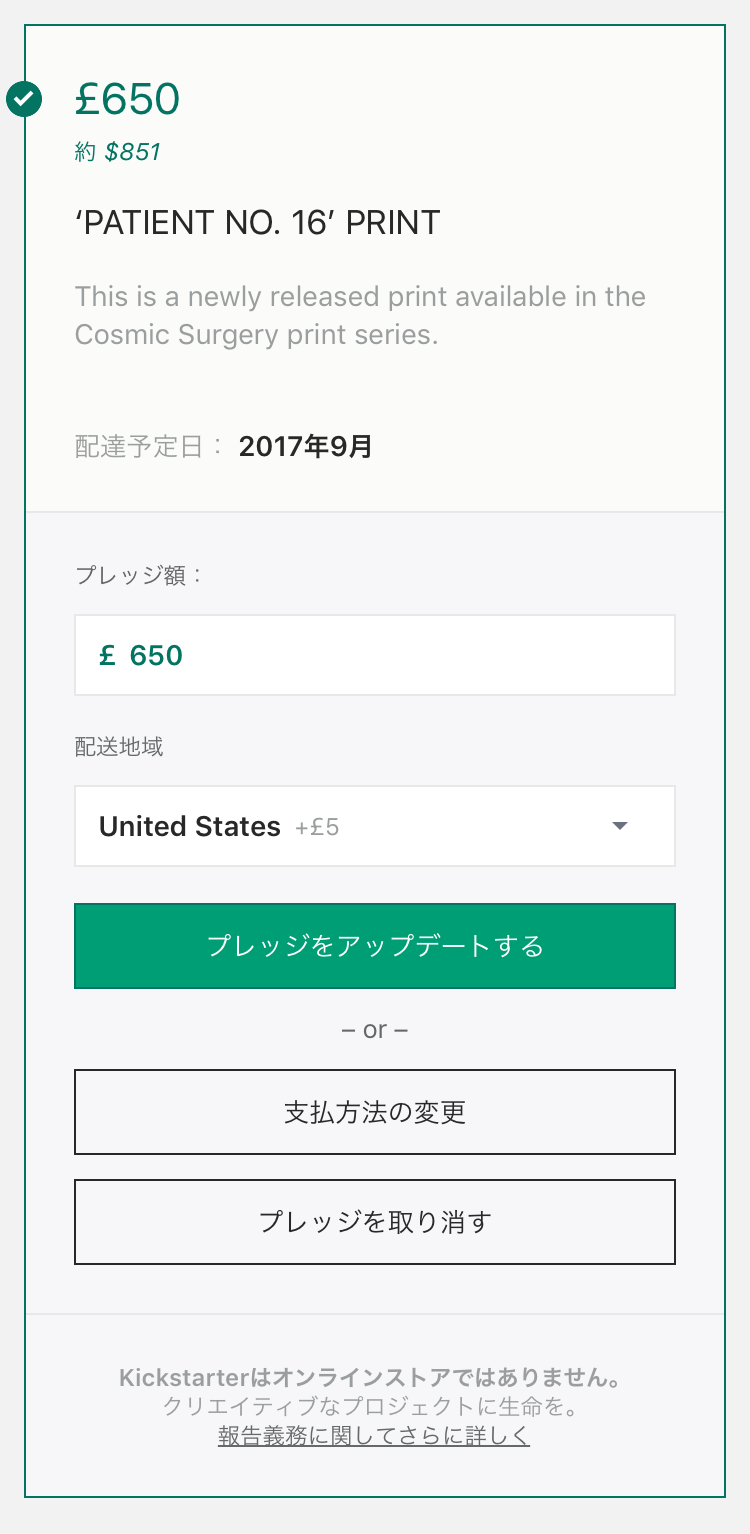 £650
約 $851
‘PATIENT NO. 16’ PRINT
This is a newly released print available in the
Cosmic Surgery print series.
配達予定日： 2017年9月
プレッジ額：
£ 650
配送地域
United States +£5
プレッジをアップデートする
– or –
支払方法の変更
プレッジを取り消す
Kickstarterはオンラインストアではありません。
クリエイティブなプロジェクトに生命を。
報告義務に関してさらに詳しく